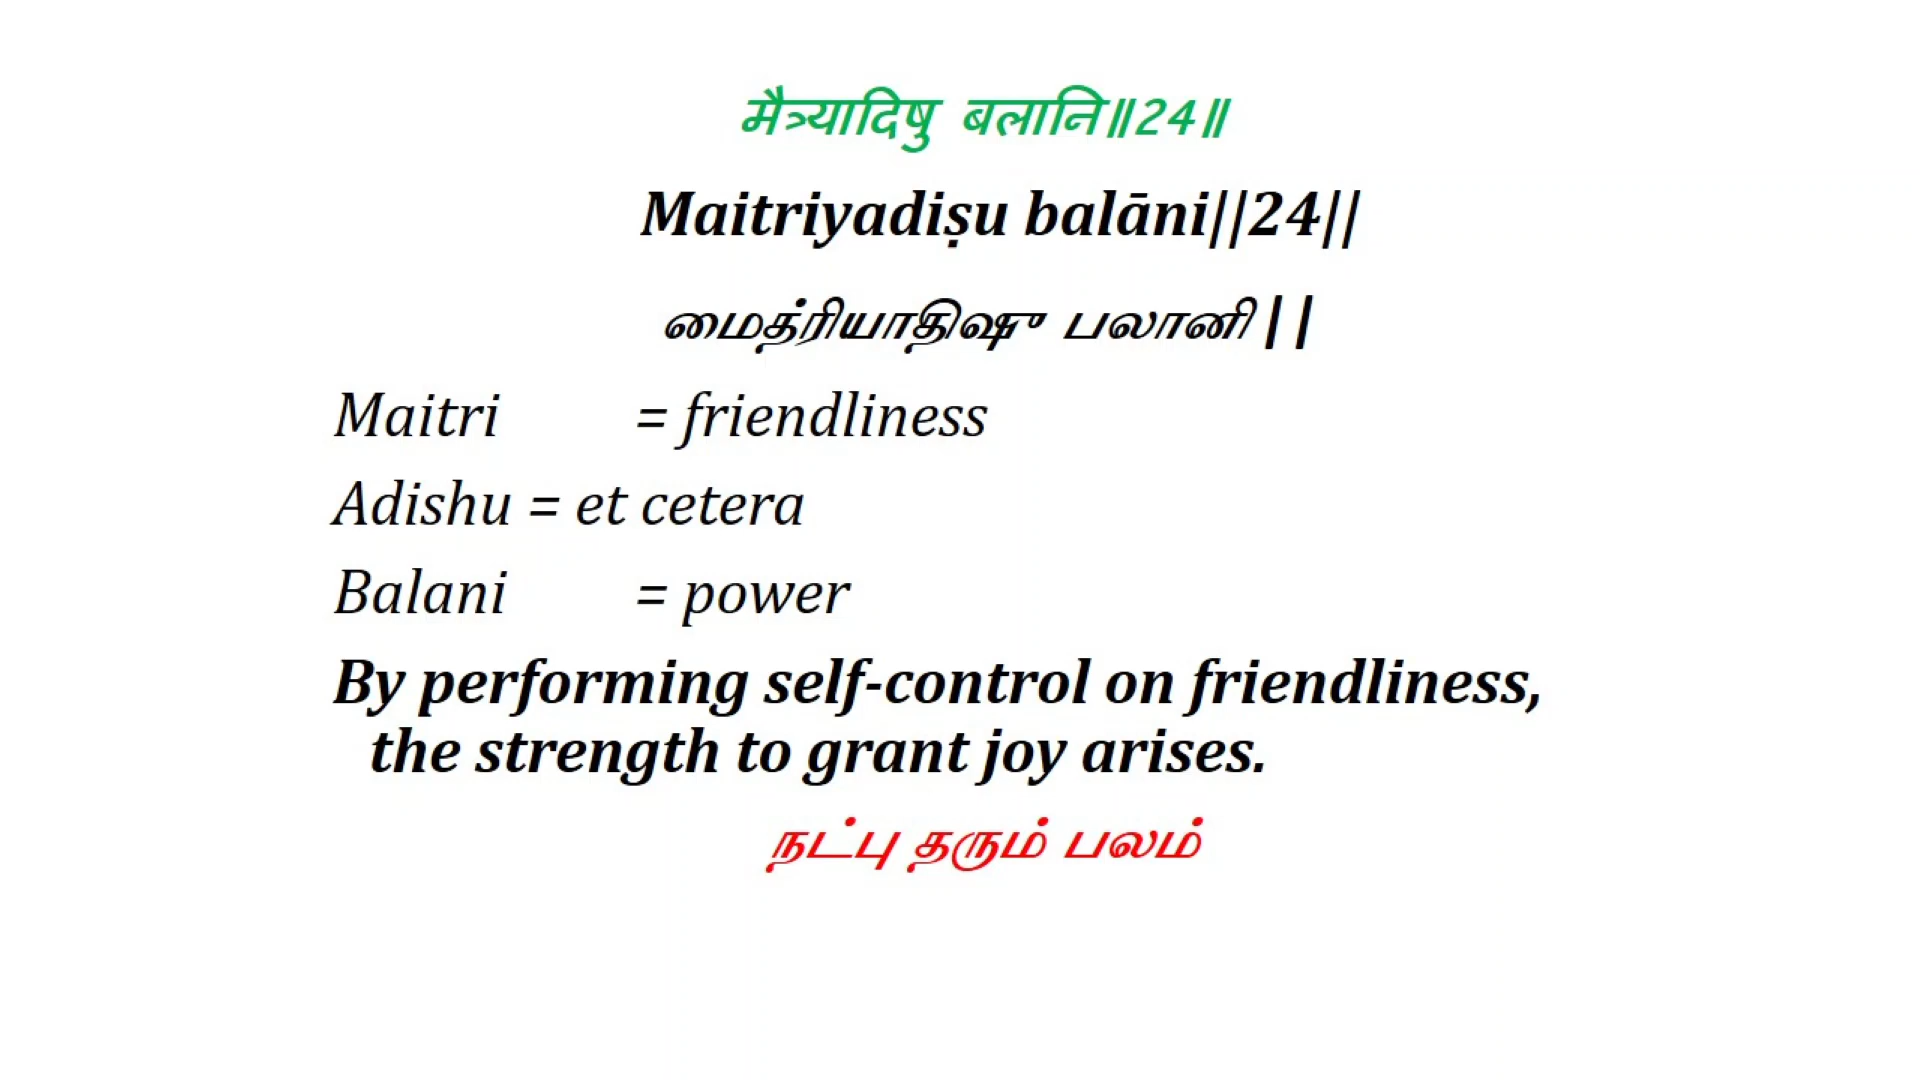 मैत्र्यादिषु बलानि॥24॥
Maitriyadiṣu balāni||24||
மைத்ரியாதிஷு பலானி||
Maitri = friendliness
Adishu = et cetera
Balani = power
By performing self-control on friendliness,
the strength to grant joy arises.
நட்பு தரும் பலம்